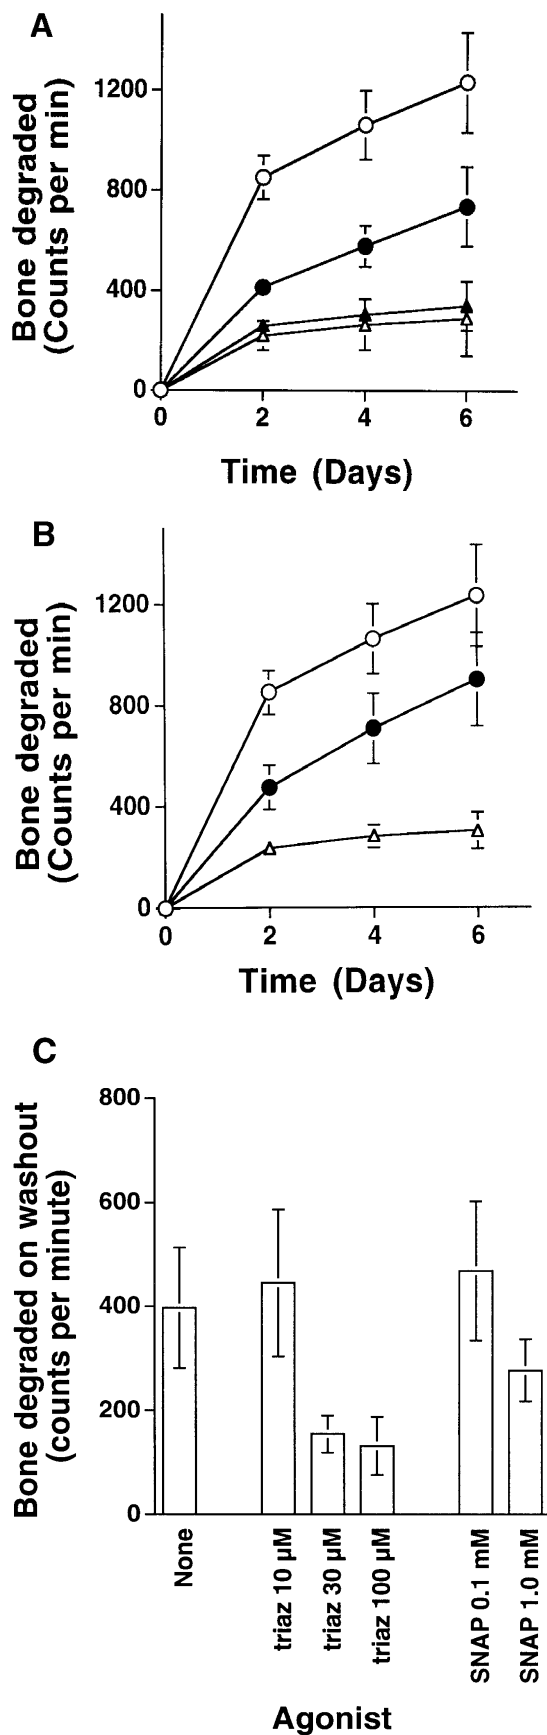 A
Bone degraded
(Counts per min)
1200
800
400
0
0 2 4 6
Time (Days)
B
Bone degraded
(Counts per min)
1200
800
400
0
0 2 4 6
Time (Days)
C
Bone degraded on washout
(counts per minute)
800
600
400
200
0
None
triaz 10 µM
triaz 30 µM
triaz 100 µM
SNAP 0.1 mM
SNAP 1.0 mM
Agonist